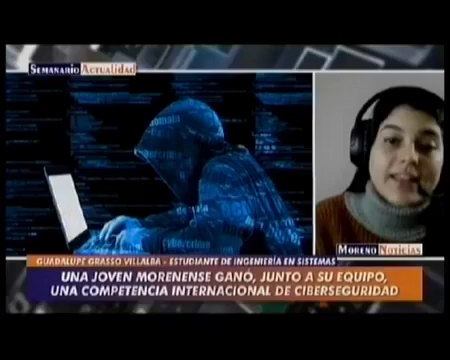 SEMANARIO ACTUALIDAD
MORENO NOTICIAS
GUADALUPE GRASSO VILLALBA - ESTUDIANTE DE INGENIERÍA EN SISTEMAS
UNA JOVEN MORENENSE GANÓ, JUNTO A SU EQUIPO,
UNA COMPETENCIA INTERNACIONAL DE CIBERSEGURIDAD